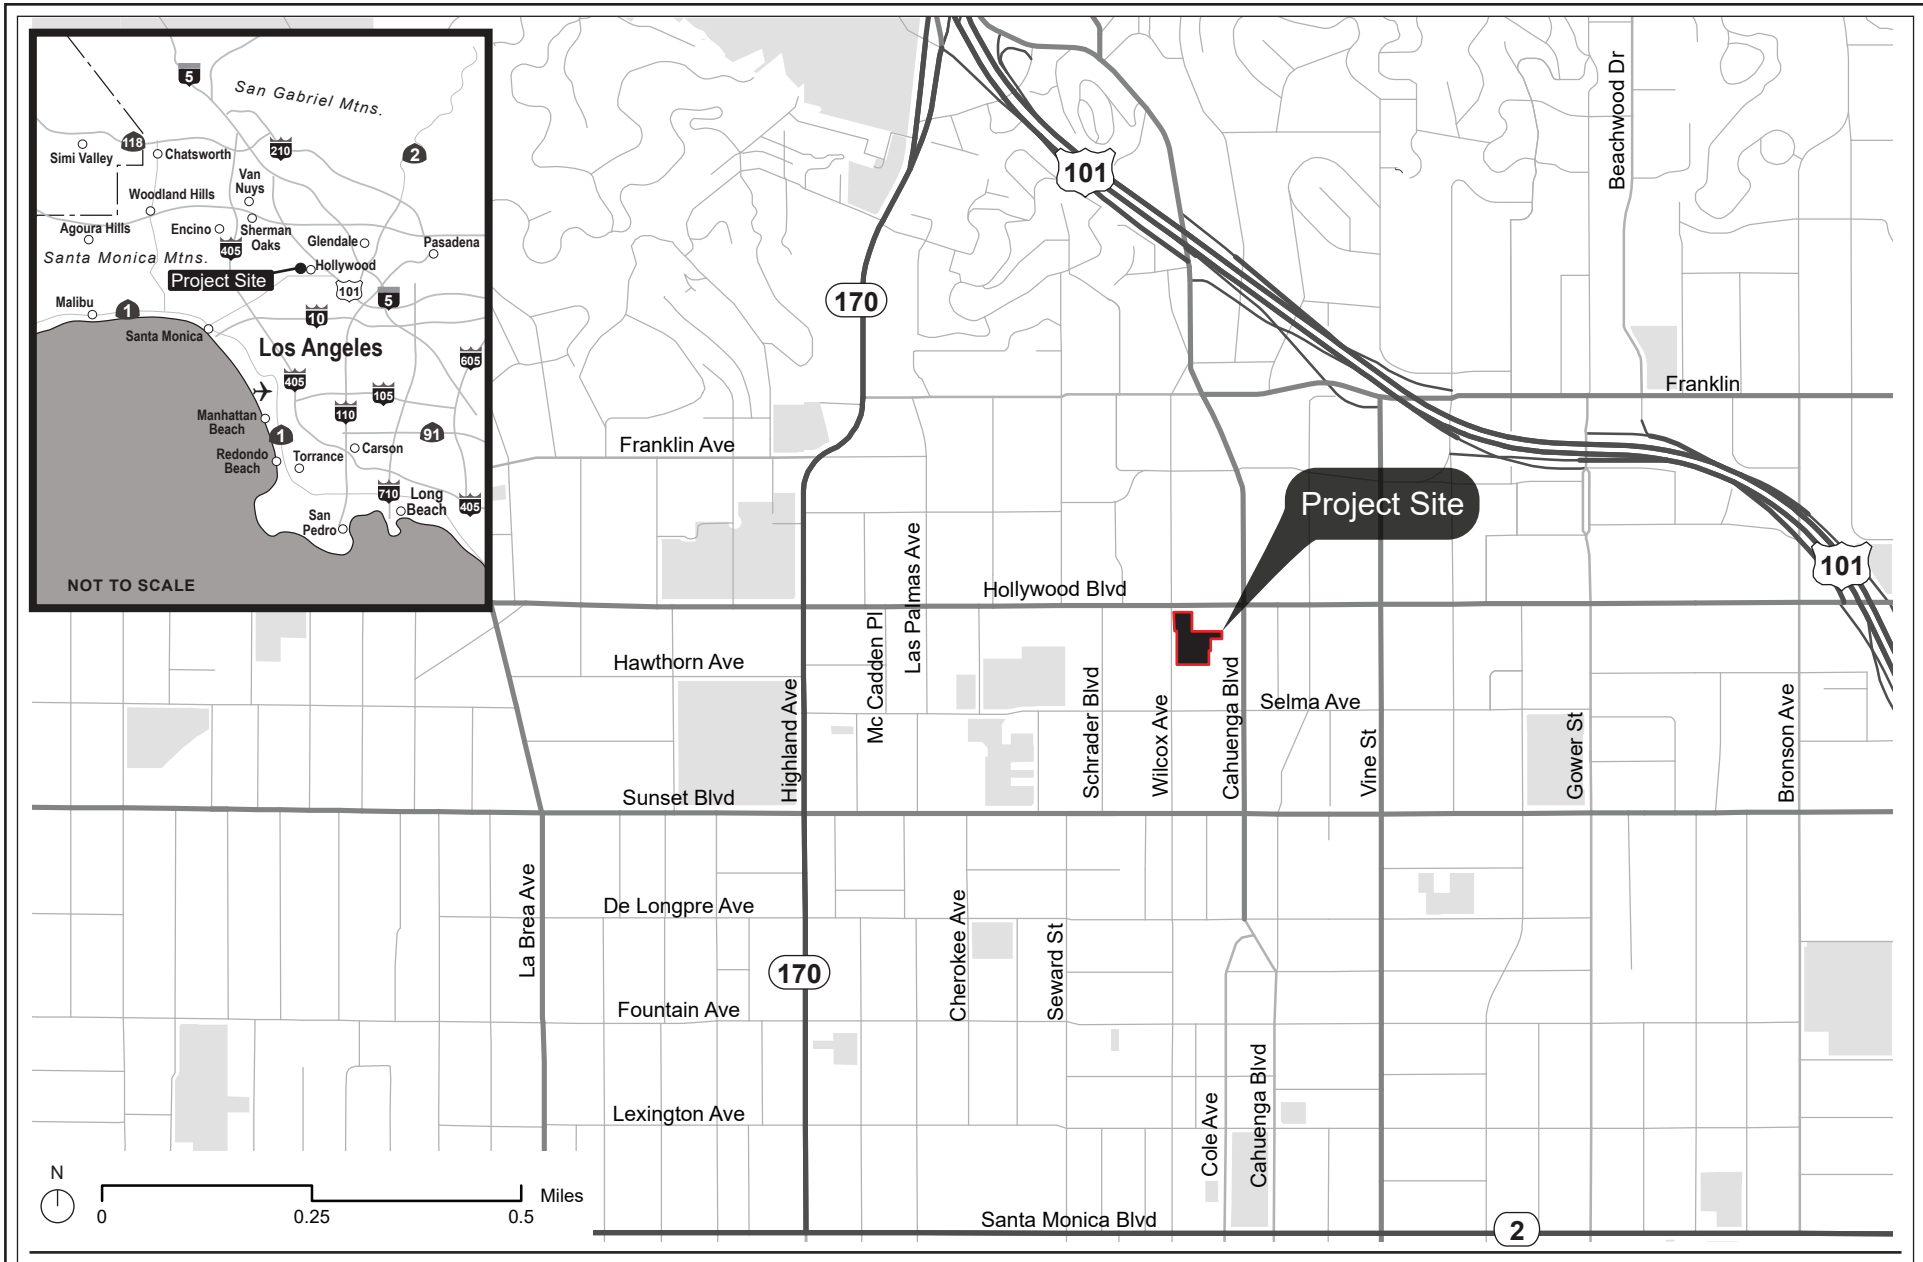 5
San Gabriel Mtns.
118
Simi Valley
Chatsworth
210
2
Van
Nuys
Woodland Hills
Agoura Hills
Encino
Sherman
Oaks
405
Glendale
Pasadena
Santa Monica Mtns.
Project Site
Hollywood
101
5
Malibu
1
10
Santa Monica
Los Angeles
605
405
105
110
Manhattan
Beach
1
91
Redondo
Beach
Torrance
Carson
710
Long
Beach
405
San
Pedro
NOT TO SCALE
Beachwood Dr
101
170
Franklin
Franklin Ave
Project Site
Las Palmas Ave
101
Hollywood Blvd
Mc Cadden Pl
Hawthorn Ave
Highland Ave
Schrader Blvd
Wilcox Ave
Cahuenga Blvd
Selma Ave
Vine St
Gower St
Bronson Ave
Sunset Blvd
La Brea Ave
De Longpre Ave
Cherokee Ave
Seward St
170
Fountain Ave
Lexington Ave
Cole Ave
Cahuenga Blvd
N
0
0.25
0.5
Miles
Santa Monica Blvd
2